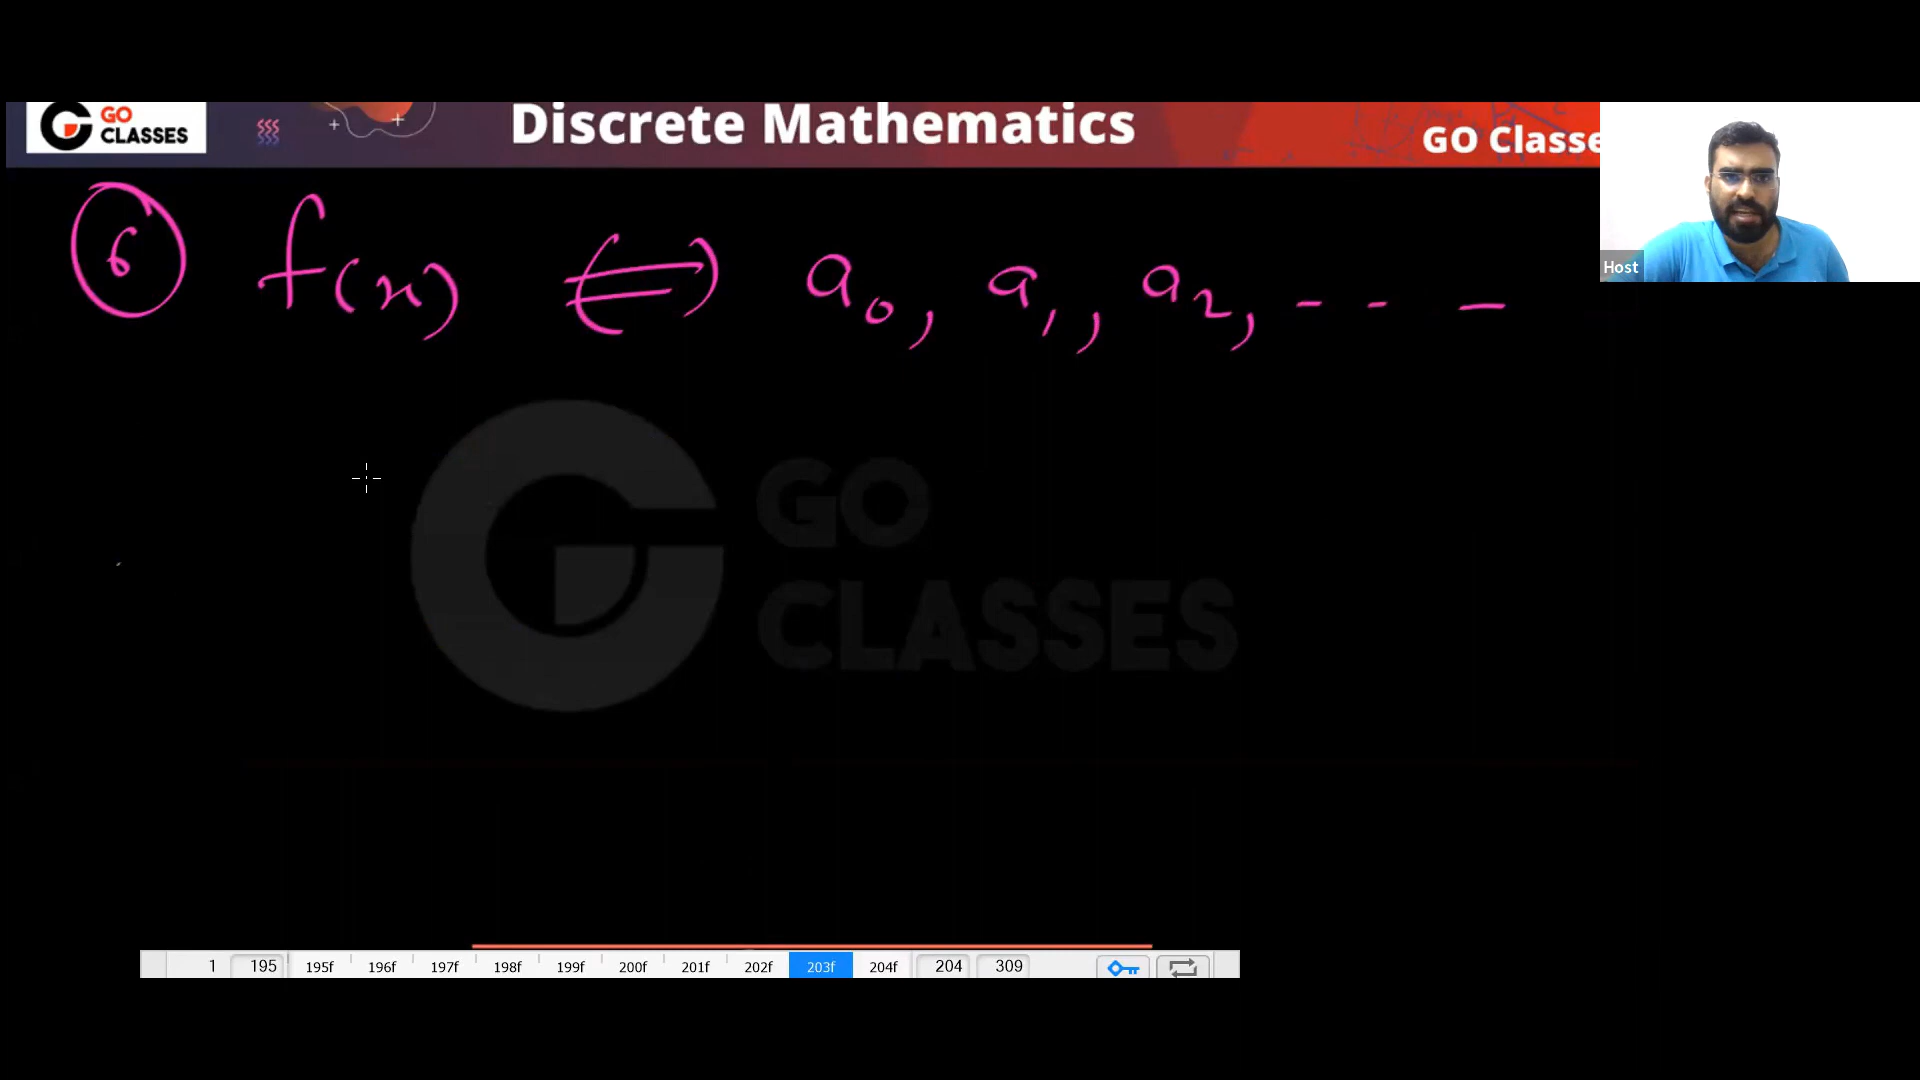 GO
CLASSES
Discrete Mathematics
GO Classe
Host
⑥ f(x) ⟺ a₀, a₁, a₂, - - -
GO
CLASSES
1 195 195f 196f 197f 198f 199f 200f 201f 202f 203f 204f 204 309